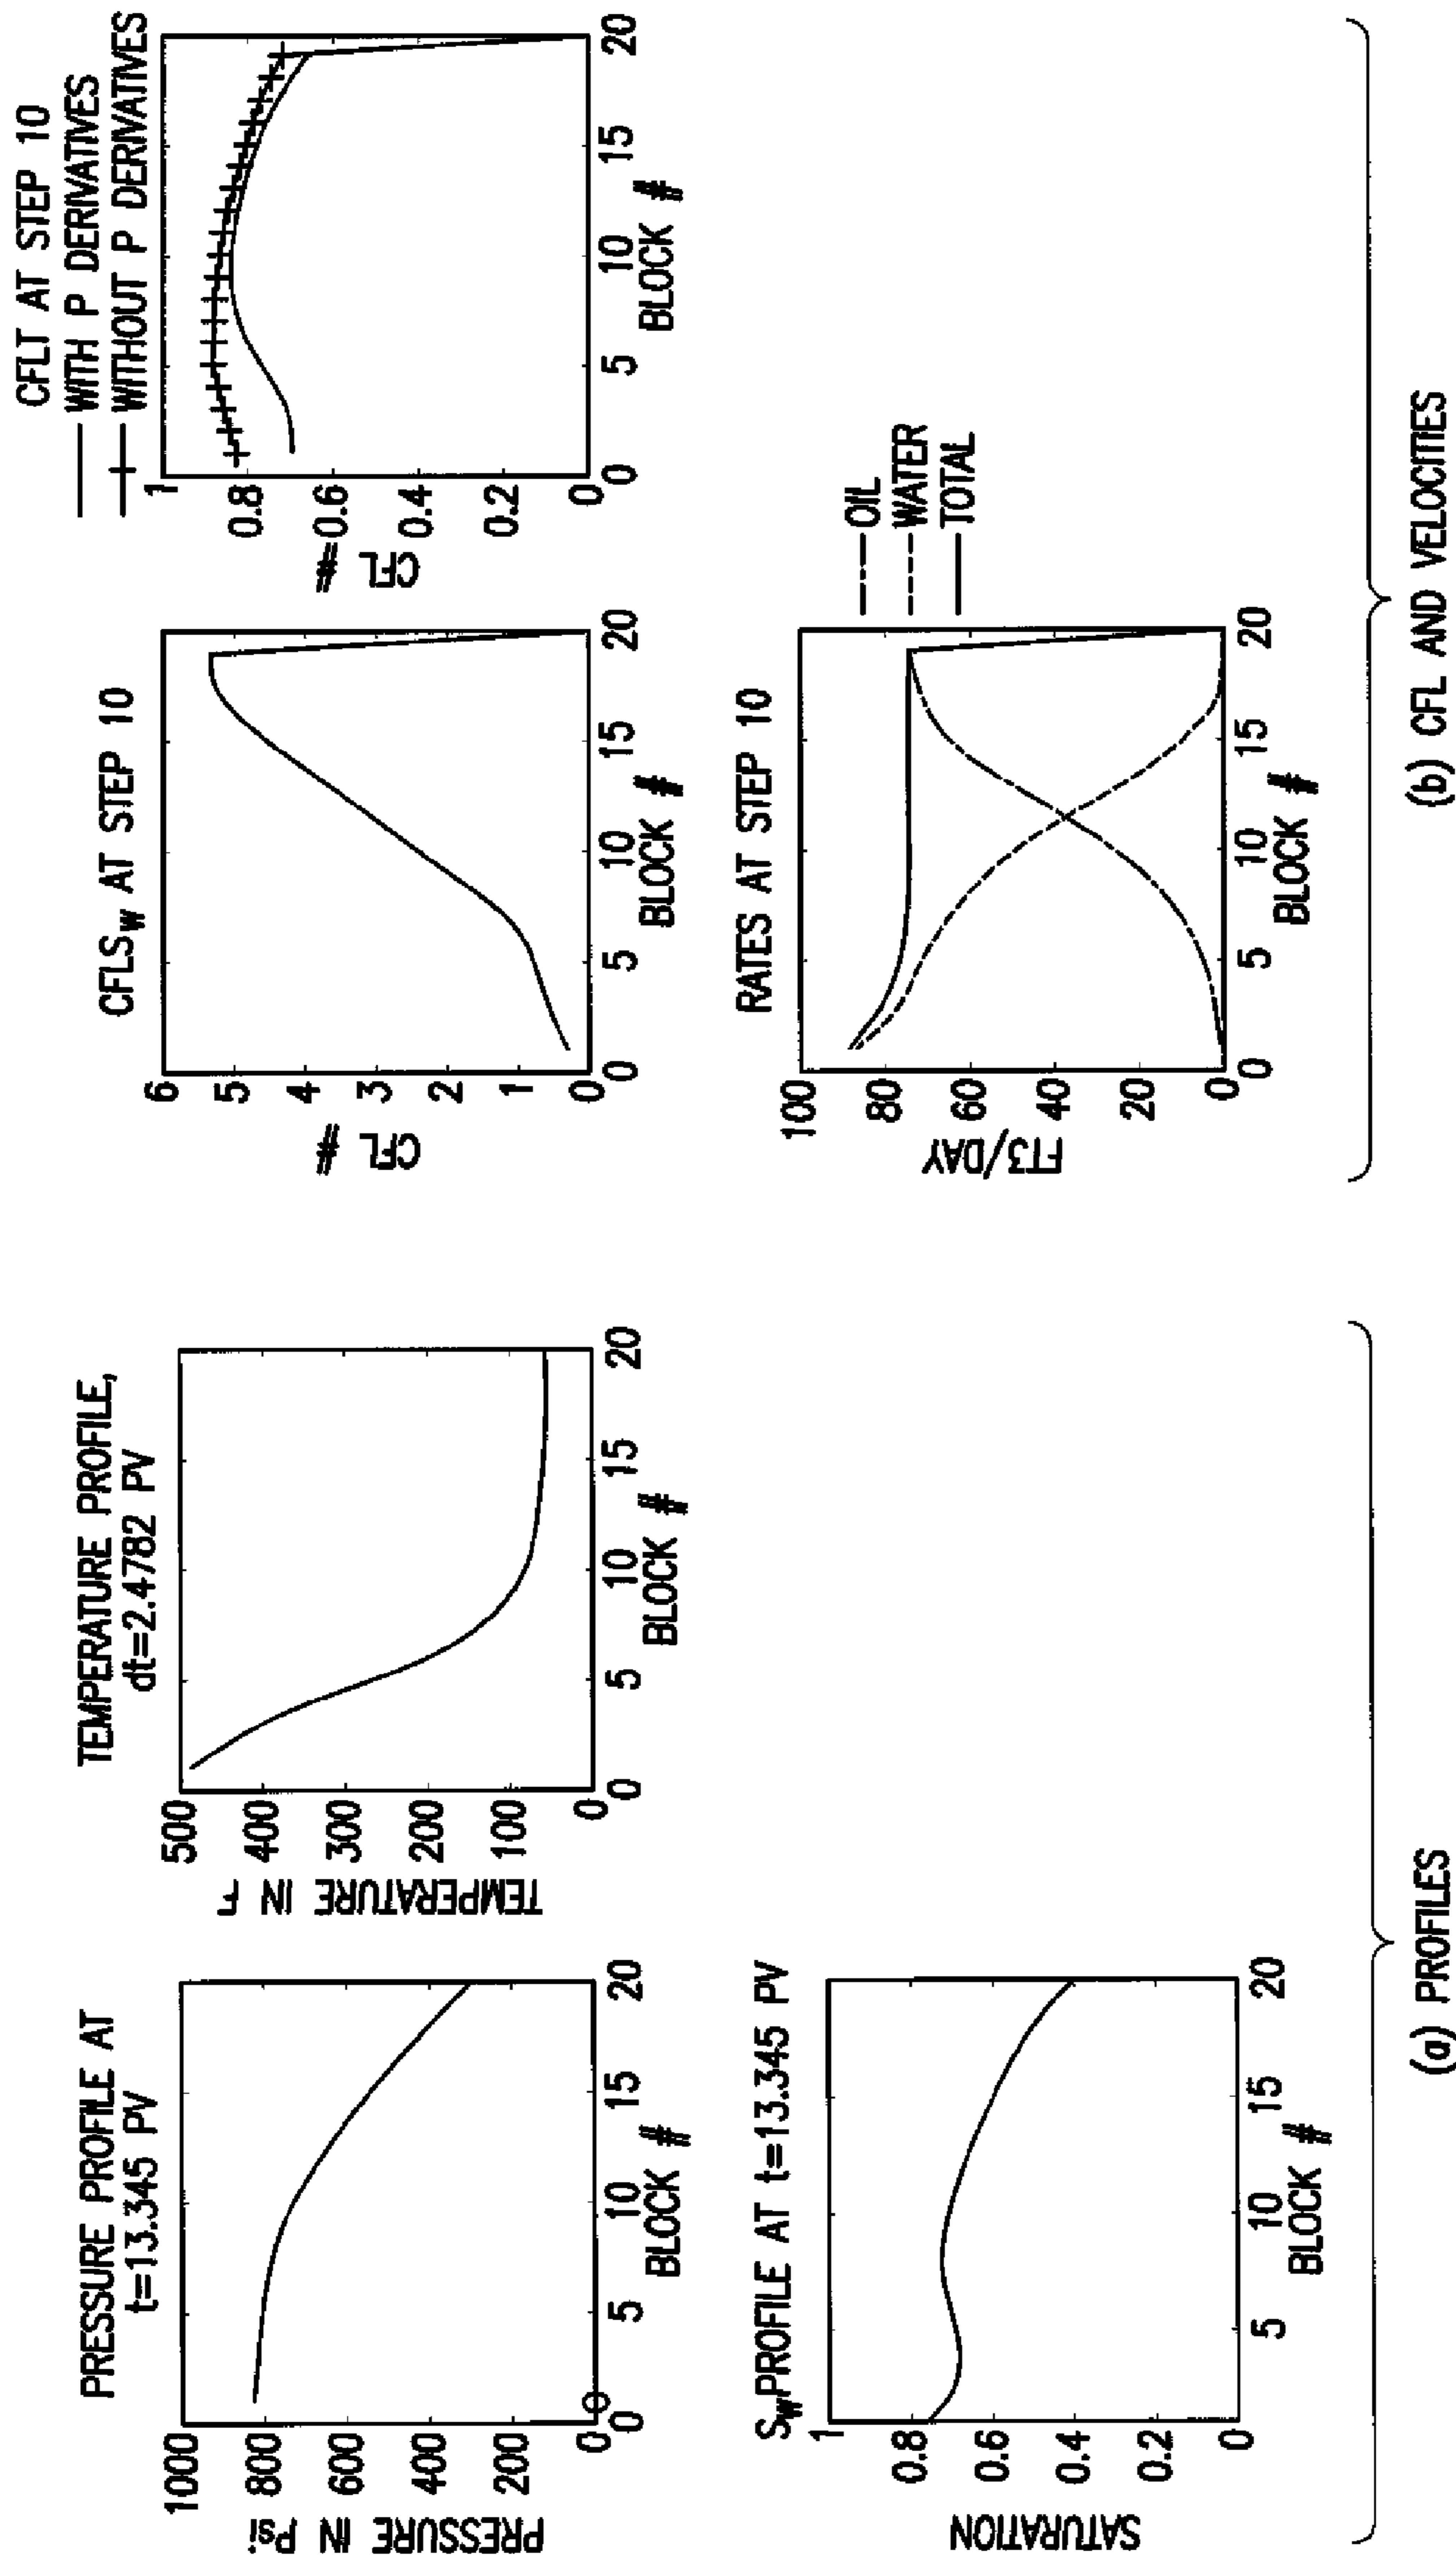 PRESSURE PROFILE AT
t=13.345 PV
PRESSURE IN Psi
1000
800
600
400
200
0
0
5
10
15
20
BLOCK #
TEMPERATURE PROFILE,
dt=2.4782 PV
TEMPERATURE IN F
500
400
300
200
100
0
0
5
10
15
20
BLOCK #
Sw PROFILE AT t=13.345 PV
SATURATION
1
0.8
0.6
0.4
0.2
0
5
10
15
20
BLOCK #
(a) PROFILES
CFLSw AT STEP 10
CFL #
6
5
4
3
2
1
0
0
5
10
15
20
BLOCK #
CFLT AT STEP 10
WITH P DERIVATIVES
WITHOUT P DERIVATIVES
CFL #
1
0.8
0.6
0.4
0.2
0
0
5
10
15
20
BLOCK #
RATES AT STEP 10
FT3/DAY
100
80
60
40
20
0
0
5
10
15
20
BLOCK #
OIL
WATER
TOTAL
(b) CFL AND VELOCITIES